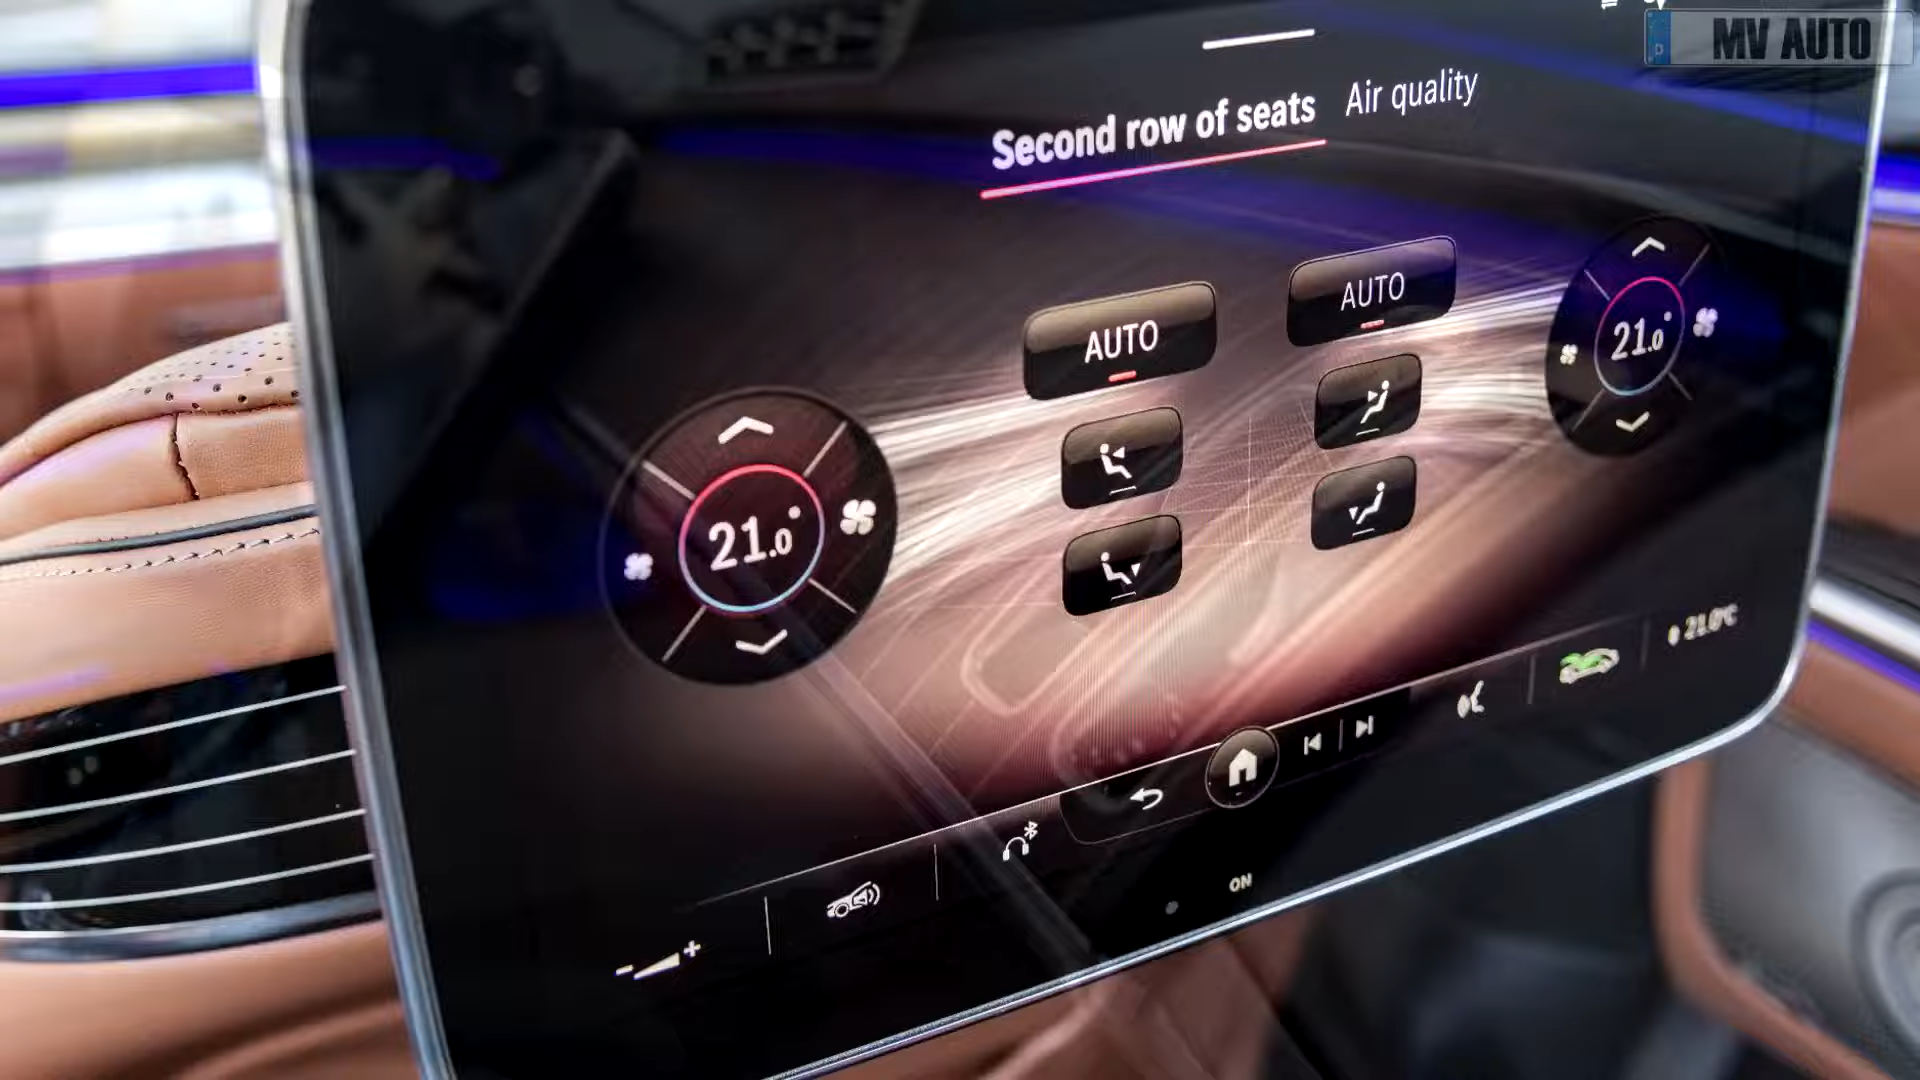 MV AUTO
Second row of seats
Air quality
AUTO
AUTO
21.0°
21.0°
21.0°C
ON